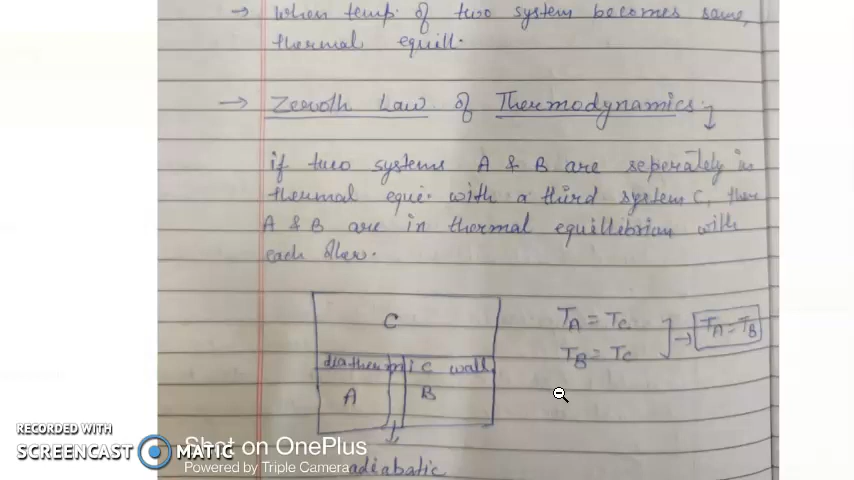 → when temp. of two system becomes same,
thermal equill.
→ Zeroth Law of Thermodynamics
if two systems A & B are seperately in
thermal equi. with a third system C, then
A & B are in thermal equillebrian with
each other.
C
TA = TC
TB = TC
→ TA = TB
diathermic wall
A
B
adiabatic
RECORDED WITH
SCREENCAST MATIC
Shot on OnePlus
Powered by Triple Camera